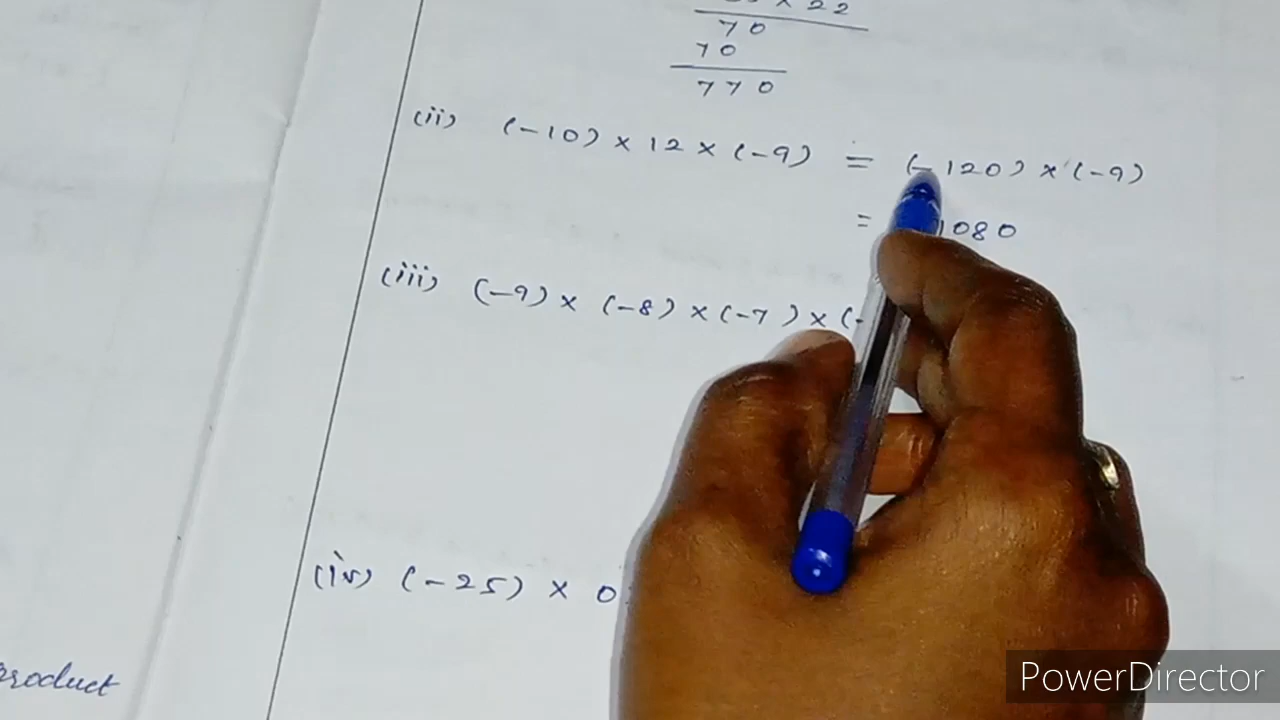 × 22
70
70
770
(ii) (-10) × 12 × (-9) = (-120) × (-9)
= 1080
(iii) (-9) × (-8) × (-7) × (-
(iv) (-25) × 0
product
PowerDirector